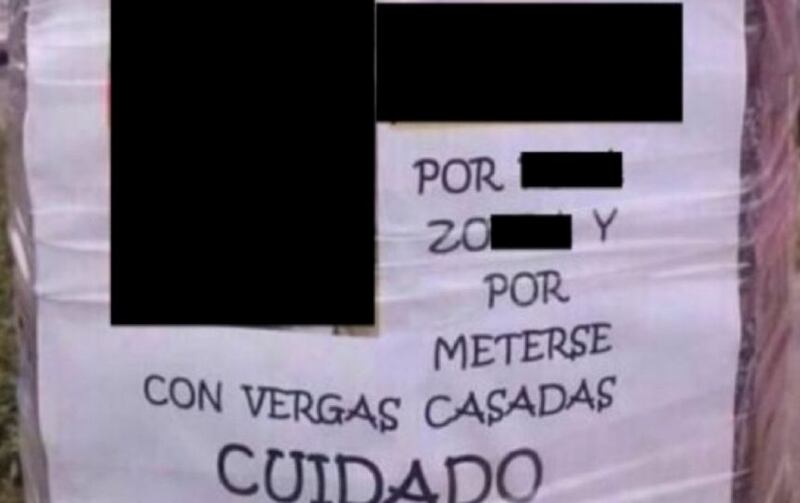 POR
ZO Y
POR
METERSE
CON VERGAS CASADAS
CUIDADO